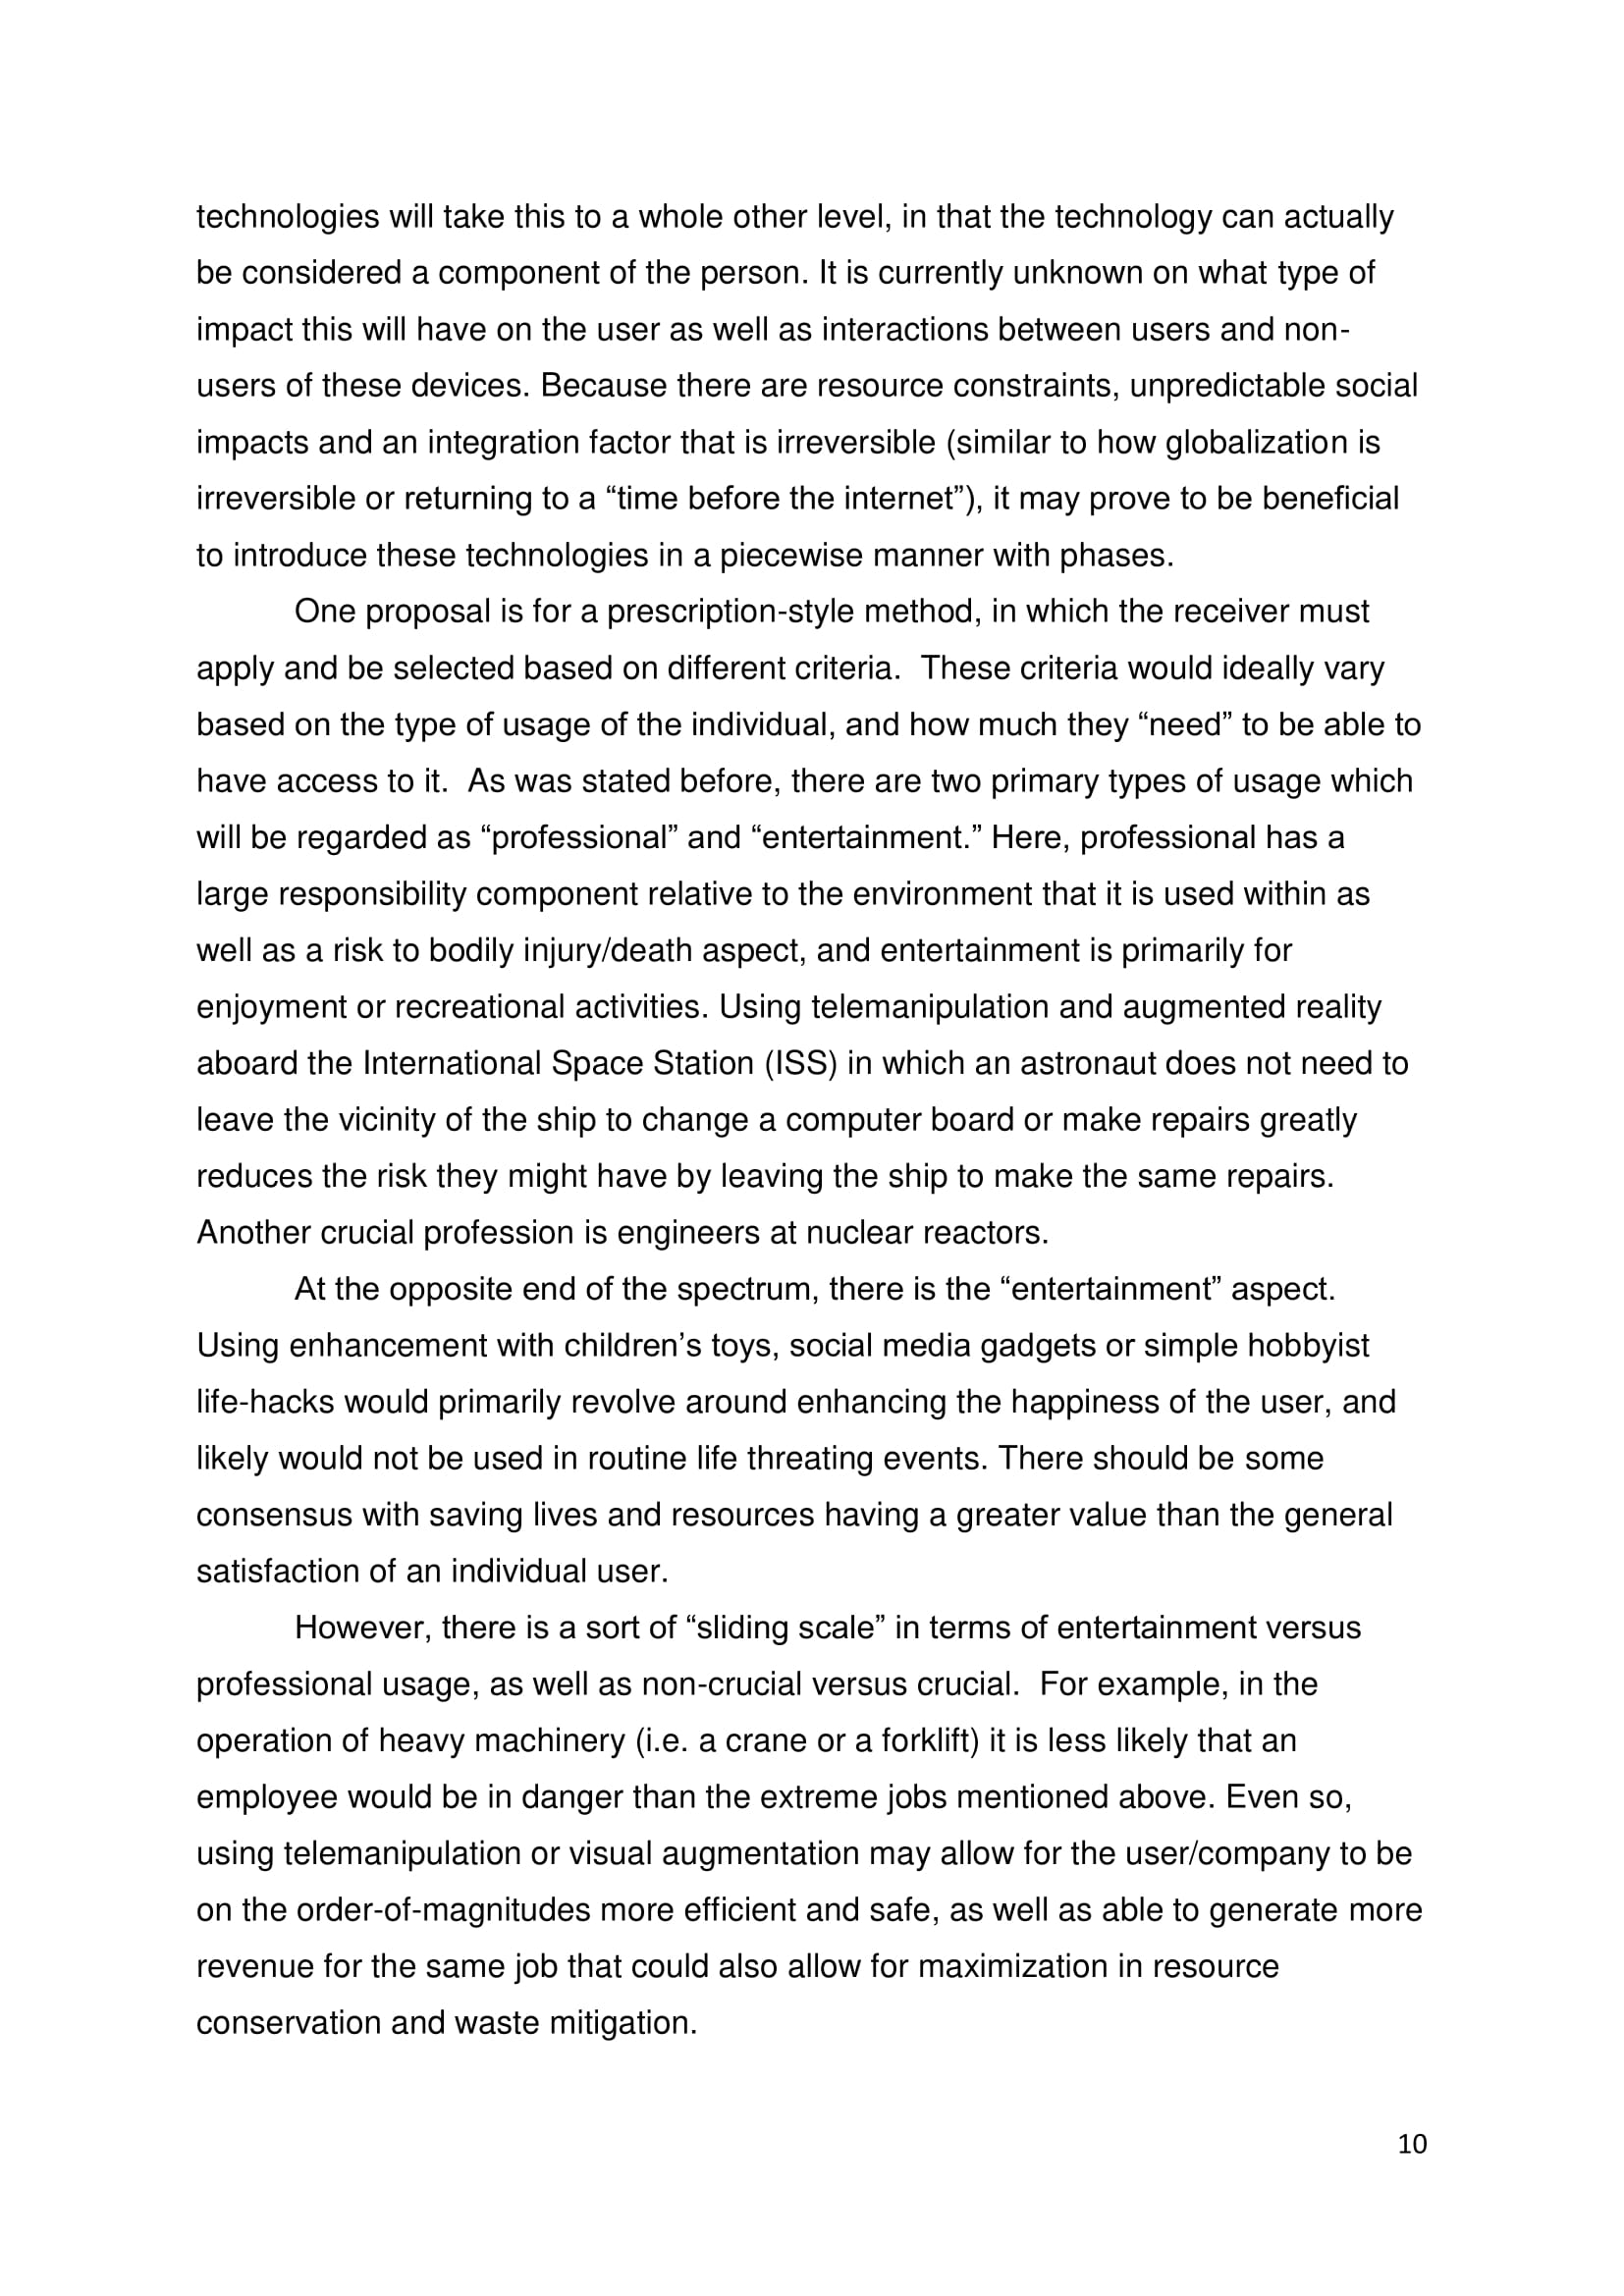 technologies will take this to a whole other level, in that the technology can actually
be considered a component of the person. It is currently unknown on what type of
impact this will have on the user as well as interactions between users and non-
users of these devices. Because there are resource constraints, unpredictable social
impacts and an integration factor that is irreversible (similar to how globalization is
irreversible or returning to a “time before the internet”), it may prove to be beneficial
to introduce these technologies in a piecewise manner with phases.
One proposal is for a prescription-style method, in which the receiver must
apply and be selected based on different criteria.  These criteria would ideally vary
based on the type of usage of the individual, and how much they “need” to be able to
have access to it.  As was stated before, there are two primary types of usage which
will be regarded as “professional” and “entertainment.” Here, professional has a
large responsibility component relative to the environment that it is used within as
well as a risk to bodily injury/death aspect, and entertainment is primarily for
enjoyment or recreational activities. Using telemanipulation and augmented reality
aboard the International Space Station (ISS) in which an astronaut does not need to
leave the vicinity of the ship to change a computer board or make repairs greatly
reduces the risk they might have by leaving the ship to make the same repairs.
Another crucial profession is engineers at nuclear reactors.
At the opposite end of the spectrum, there is the “entertainment” aspect.
Using enhancement with children’s toys, social media gadgets or simple hobbyist
life-hacks would primarily revolve around enhancing the happiness of the user, and
likely would not be used in routine life threating events. There should be some
consensus with saving lives and resources having a greater value than the general
satisfaction of an individual user.
However, there is a sort of “sliding scale” in terms of entertainment versus
professional usage, as well as non-crucial versus crucial.  For example, in the
operation of heavy machinery (i.e. a crane or a forklift) it is less likely that an
employee would be in danger than the extreme jobs mentioned above. Even so,
using telemanipulation or visual augmentation may allow for the user/company to be
on the order-of-magnitudes more efficient and safe, as well as able to generate more
revenue for the same job that could also allow for maximization in resource
conservation and waste mitigation.
10